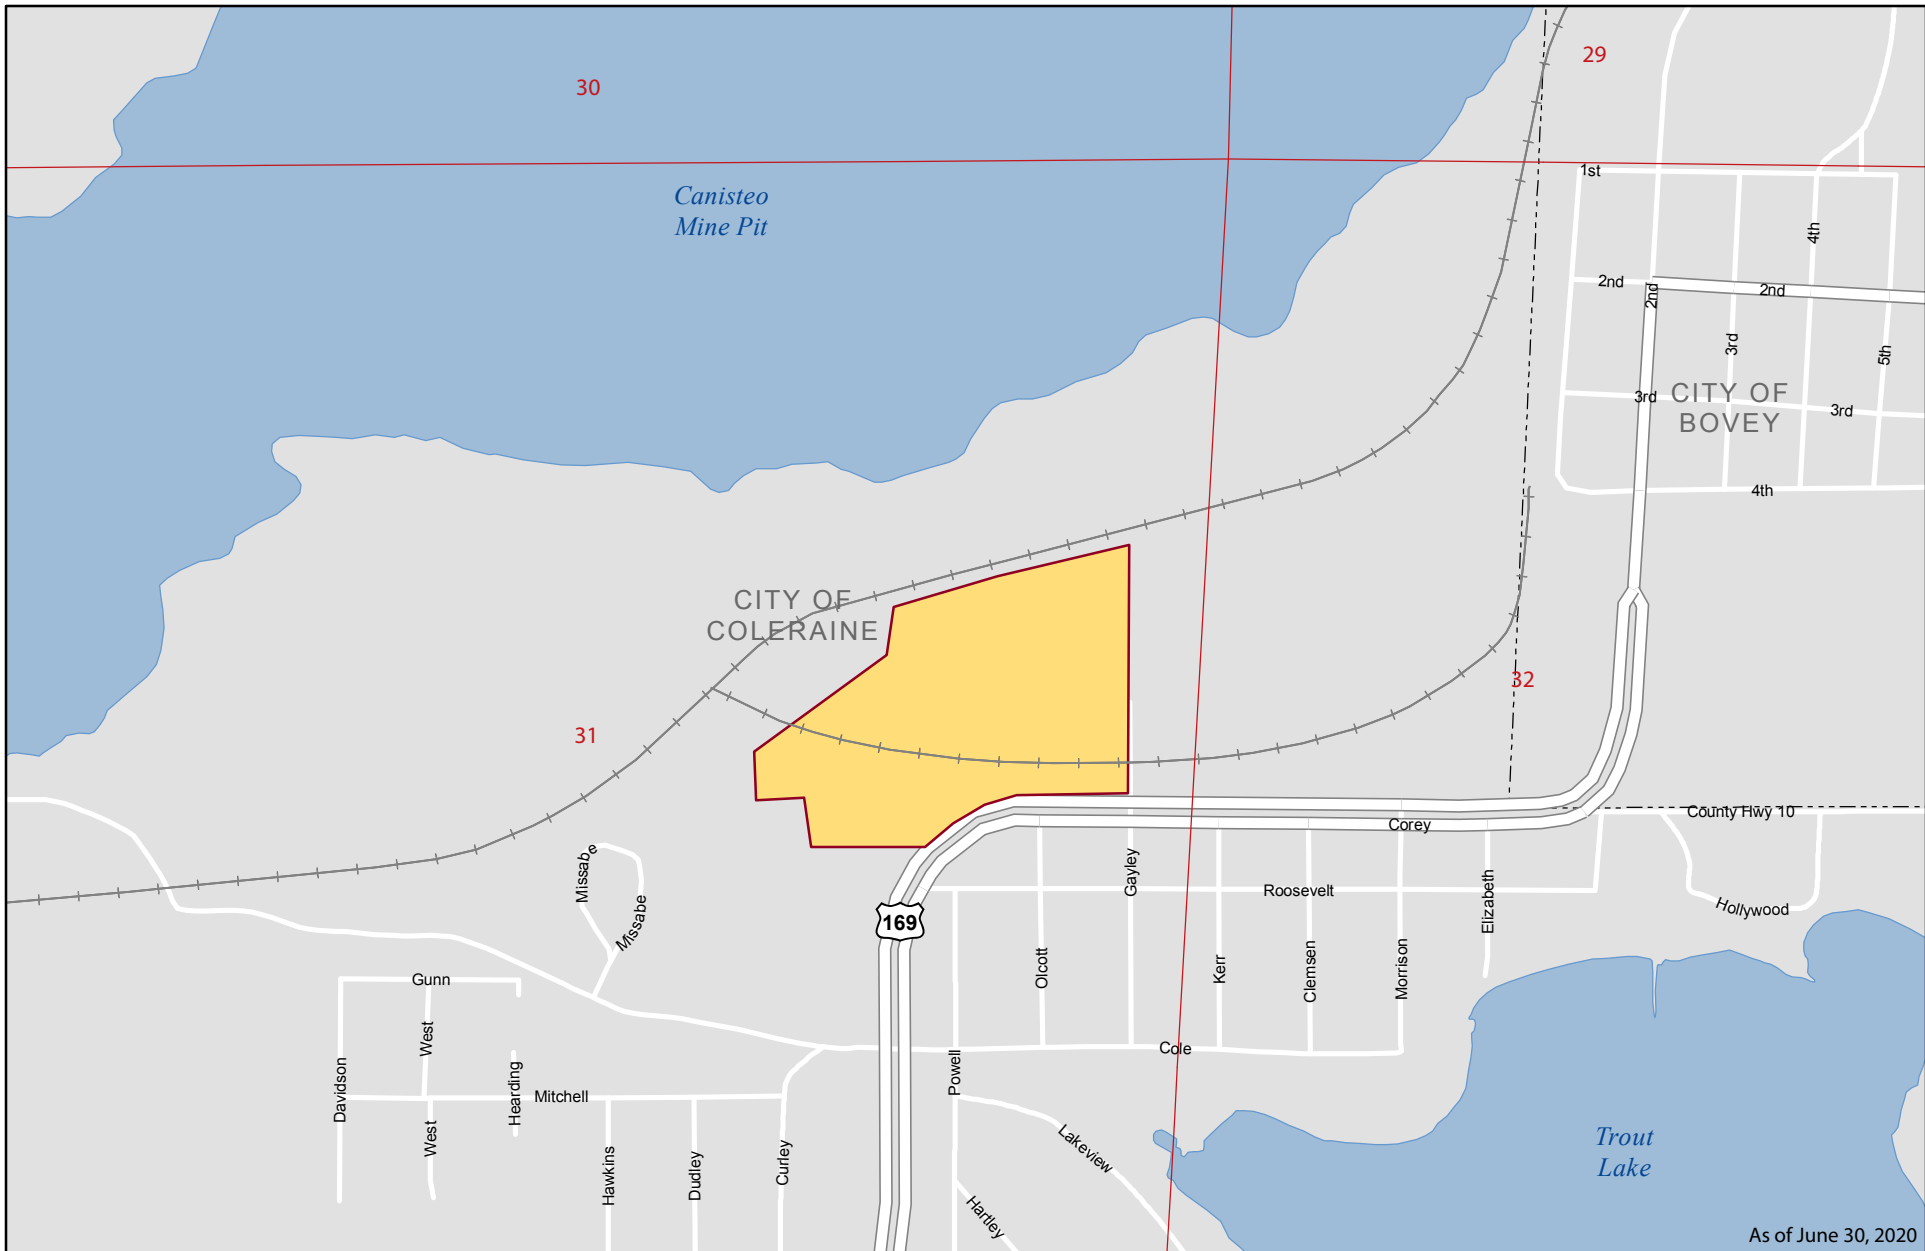 29
30
1st
Canisteo
Mine Pit
4th
2nd
2nd
2nd
3rd
5th
3rd
CITY OF
BOVEY
3rd
4th
CITY OF
COLERAINE
32
31
County Hwy 10
Corey
Missabe
Missabe
Gayley
Roosevelt
Elizabeth
Hollywood
169
Olcott
Kerr
Clemsen
Morrison
Gunn
West
Cole
Davidson
Hearding
Mitchell
Powell
West
Lakeview
Trout
Lake
Hawkins
Dudley
Curley
Hartley
As of June 30, 2020